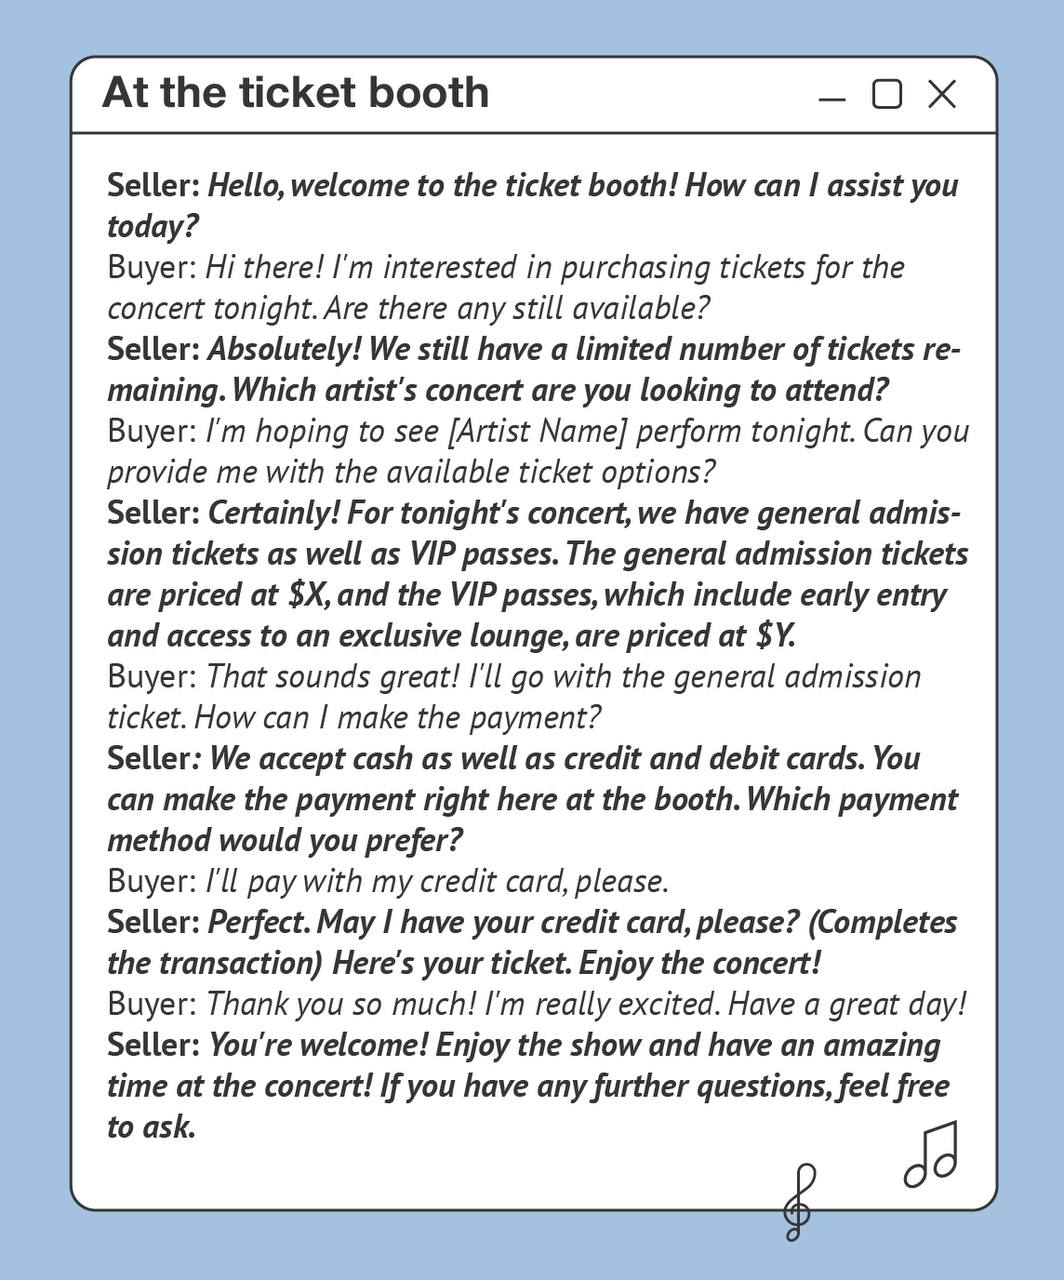 At the ticket booth
Seller: Hello, welcome to the ticket booth! How can I assist you
today?
Buyer: Hi there! I'm interested in purchasing tickets for the
concert tonight. Are there any still available?
Seller: Absolutely! We still have a limited number of tickets re-
maining. Which artist's concert are you looking to attend?
Buyer: I'm hoping to see [Artist Name] perform tonight. Can you
provide me with the available ticket options?
Seller: Certainly! For tonight's concert, we have general admis-
sion tickets as well as VIP passes. The general admission tickets
are priced at $X, and the VIP passes, which include early entry
and access to an exclusive lounge, are priced at $Y.
Buyer: That sounds great! I'll go with the general admission
ticket. How can I make the payment?
Seller: We accept cash as well as credit and debit cards. You
can make the payment right here at the booth. Which payment
method would you prefer?
Buyer: I'll pay with my credit card, please.
Seller: Perfect. May I have your credit card, please? (Completes
the transaction) Here's your ticket. Enjoy the concert!
Buyer: Thank you so much! I'm really excited. Have a great day!
Seller: You're welcome! Enjoy the show and have an amazing
time at the concert! If you have any further questions, feel free
to ask.